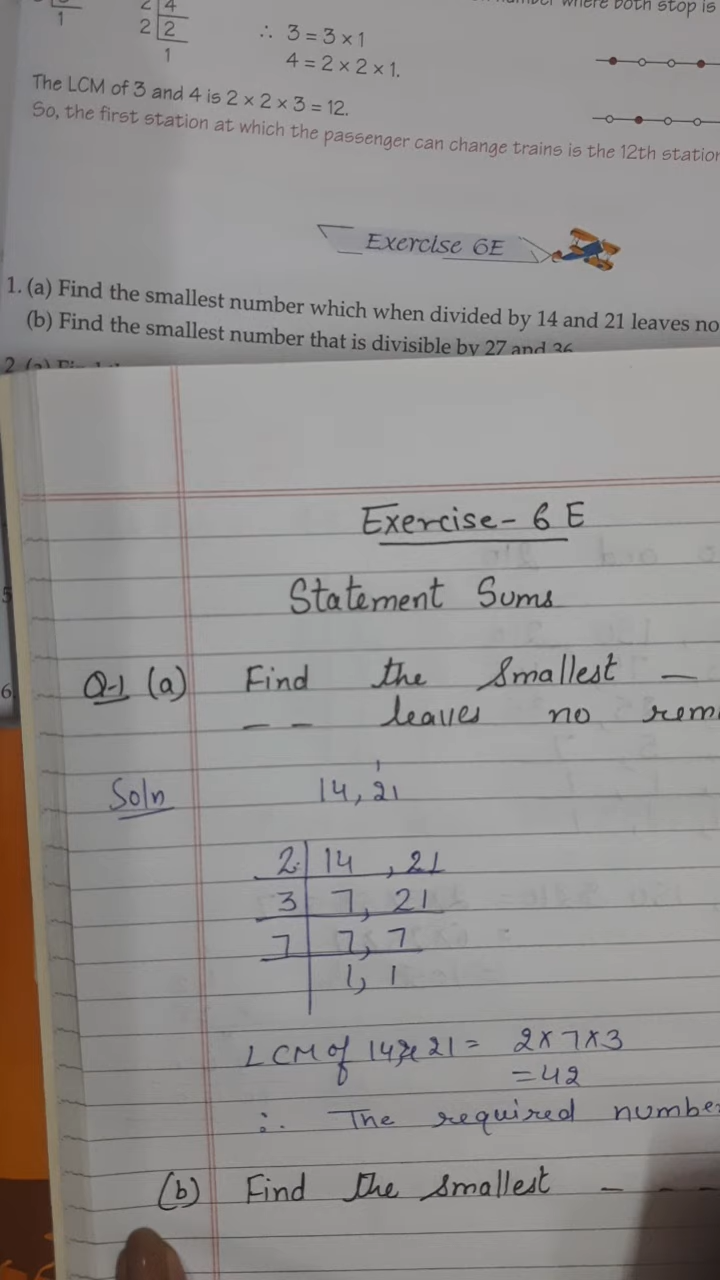 where both stop is
1
2 4
2 2
1
∴ 3 = 3 × 1
4 = 2 × 2 × 1.
The LCM of 3 and 4 is 2 × 2 × 3 = 12.
So, the first station at which the passenger can change trains is the 12th station
Exercise 6E
1. (a) Find the smallest number which when divided by 14 and 21 leaves no
(b) Find the smallest number that is divisible by 27 and 36
2 (a)
6
Exercise - 6 E
Statement Sums
Q-1 (a) Find the smallest —
— — leaves no rem
Soln 14, 21
2 14, 21
3 7, 21
7 7, 7
1, 1
LCM of 14 & 21 = 2×7×3
= 42
∴ The required number
(b) Find the smallest — — —